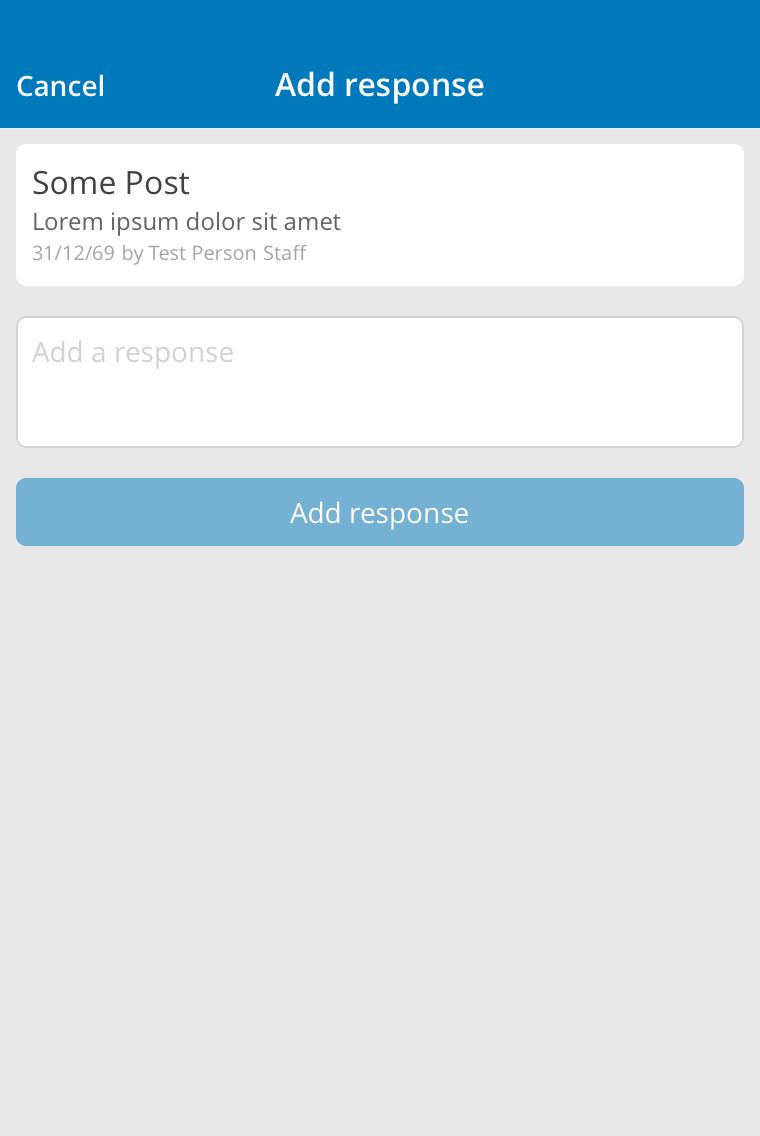 Cancel
Add response
Some Post
Lorem ipsum dolor sit amet
31/12/69 by Test Person Staff
Add a response
Add response